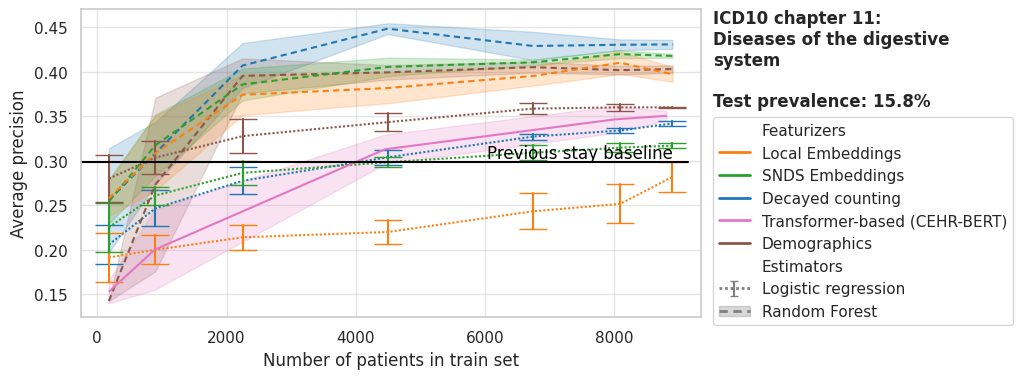 ICD10 chapter 11:
Diseases of the digestive
system
Test prevalence: 15.8%
Average precision
0.45
0.40
0.35
0.30
0.25
0.20
0.15
Previous stay baseline
0
2000
4000
6000
8000
Number of patients in train set
Featurizers
Local Embeddings
SNDS Embeddings
Decayed counting
Transformer-based (CEHR-BERT)
Demographics
Estimators
Logistic regression
Random Forest